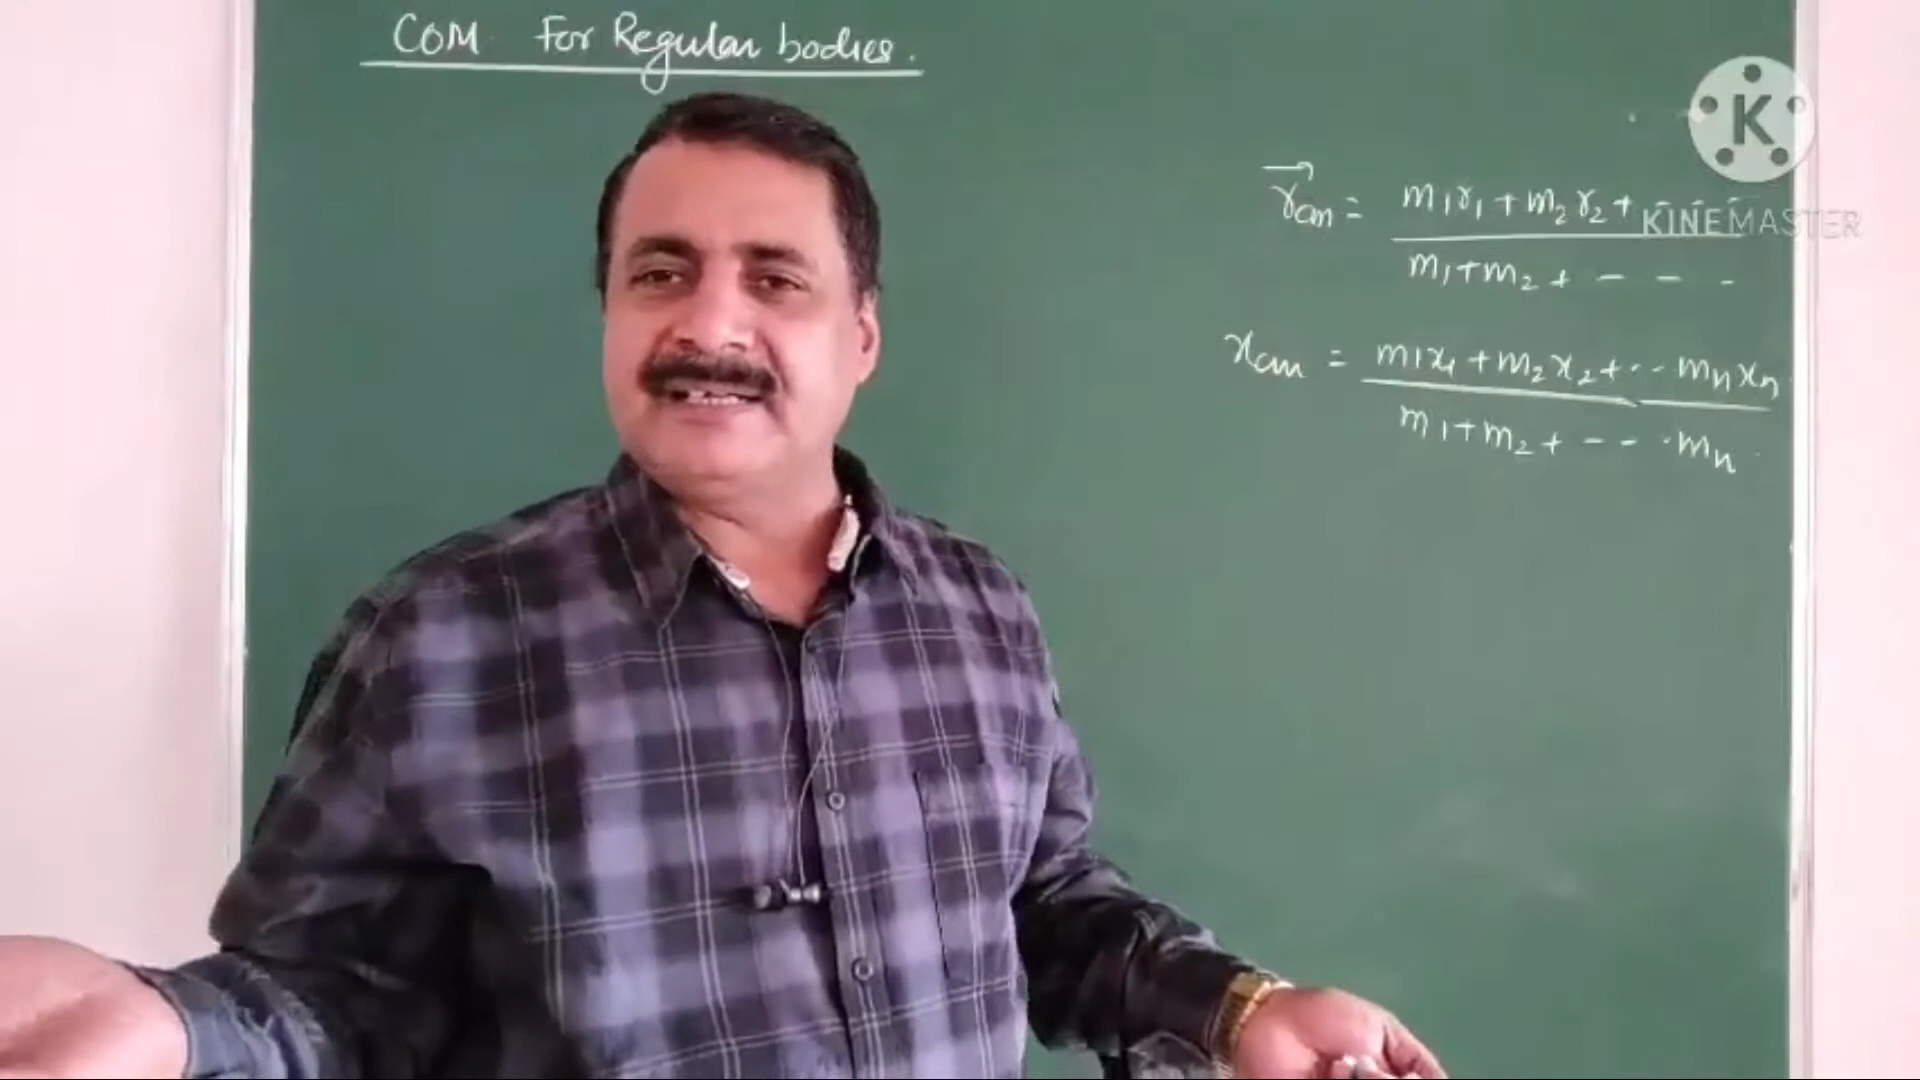 COM For Regular bodies.
K
KINEMASTER
r⃗cm = m1r1 + m2r2 + - - -
m1 + m2 + - - -
xcm = m1x1 + m2x2 + -- mnxn
m1 + m2 + -- - mn